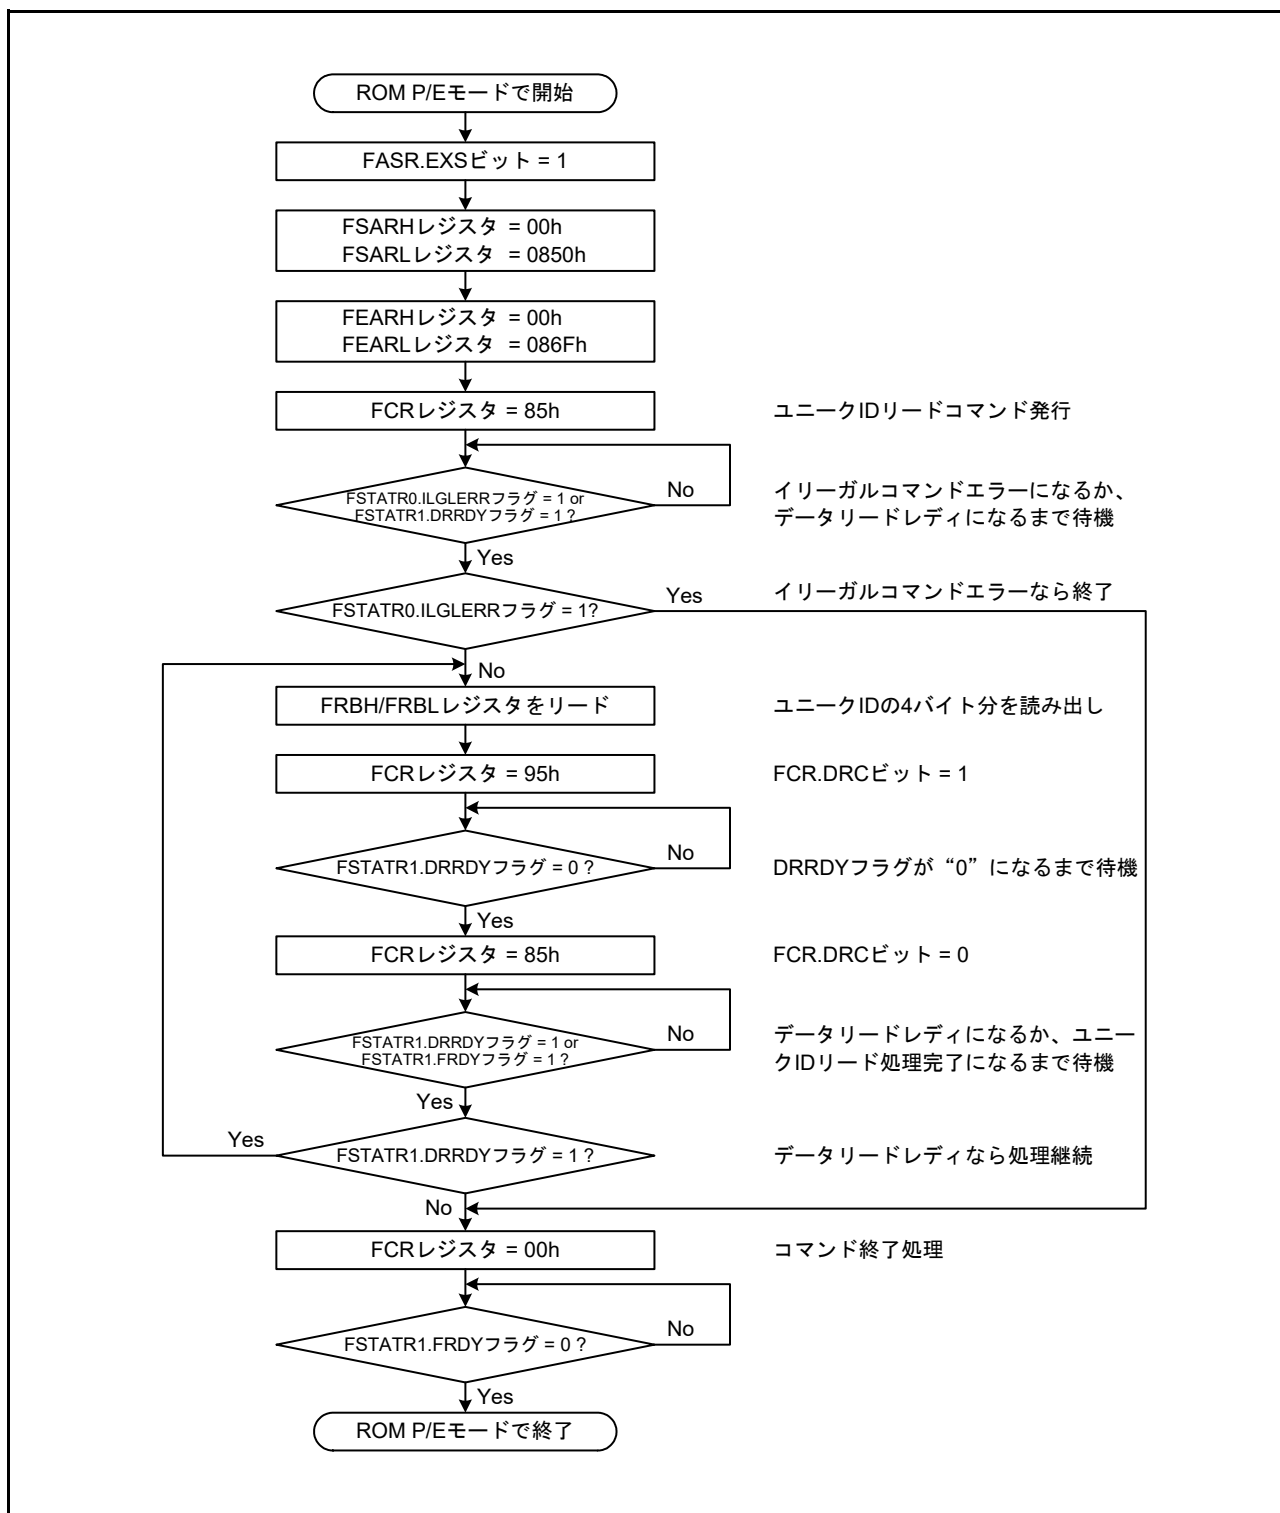 ROM P/Eモードで開始
FASR.EXSビット = 1
FSARHレジスタ = 00h
FSARLレジスタ = 0850h
FEARHレジスタ = 00h
FEARLレジスタ = 086Fh
FCRレジスタ = 85h
ユニークIDリードコマンド発行
FSTATR0.ILGLERRフラグ = 1 or
FSTATR1.DRRDYフラグ = 1 ?
No
イリーガルコマンドエラーになるか、
データリードレディになるまで待機
Yes
FSTATR0.ILGLERRフラグ = 1?
Yes
イリーガルコマンドエラーなら終了
No
FRBH/FRBLレジスタをリード
ユニークIDの4バイト分を読み出し
FCRレジスタ = 95h
FCR.DRCビット = 1
FSTATR1.DRRDYフラグ = 0 ?
No
DRRDYフラグが“0”になるまで待機
Yes
FCRレジスタ = 85h
FCR.DRCビット = 0
FSTATR1.DRRDYフラグ = 1 or
FSTATR1.FRDYフラグ = 1 ?
No
データリードレディになるか、ユニー
クIDリード処理完了になるまで待機
Yes
Yes
FSTATR1.DRRDYフラグ = 1 ?
データリードレディなら処理継続
No
FCRレジスタ = 00h
コマンド終了処理
FSTATR1.FRDYフラグ = 0 ?
No
Yes
ROM P/Eモードで終了